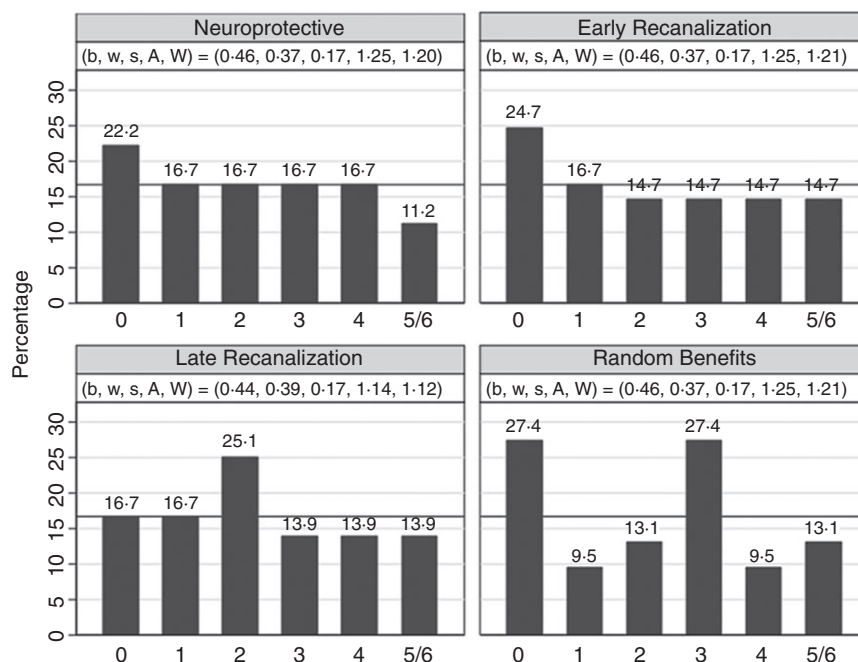 Neuroprotective
(b, w, s, A, W) = (0·46, 0·37, 0·17, 1·25, 1·20)
30
25
20
15
10
5
0
22·2
16·7
16·7
16·7
16·7
11·2
0 1 2 3 4 5/6
Early Recanalization
(b, w, s, A, W) = (0·46, 0·37, 0·17, 1·25, 1·21)
24·7
16·7
14·7
14·7
14·7
14·7
0 1 2 3 4 5/6
Percentage
Late Recanalization
(b, w, s, A, W) = (0·44, 0·39, 0·17, 1·14, 1·12)
30
25
20
15
10
5
0
16·7
16·7
25·1
13·9
13·9
13·9
0 1 2 3 4 5/6
Random Benefits
(b, w, s, A, W) = (0·46, 0·37, 0·17, 1·25, 1·21)
27·4
9·5
13·1
27·4
9·5
13·1
0 1 2 3 4 5/6